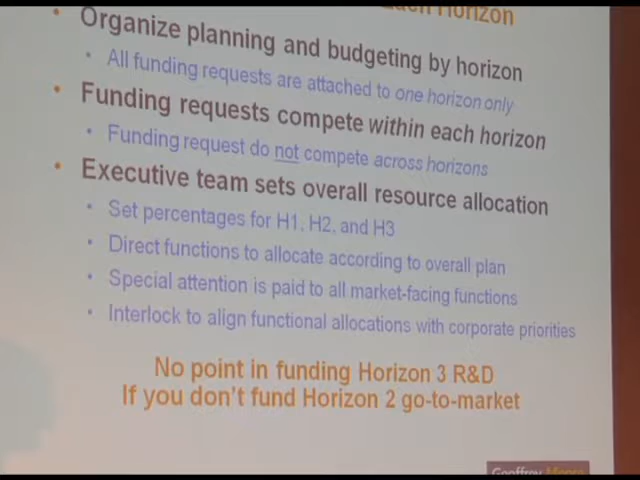 Each Horizon
• Organize planning and budgeting by horizon
• All funding requests are attached to one horizon only
• Funding requests compete within each horizon
• Funding request do not compete across horizons
• Executive team sets overall resource allocation
• Set percentages for H1, H2, and H3
• Direct functions to allocate according to overall plan
• Special attention is paid to all market-facing functions
• Interlock to align functional allocations with corporate priorities
No point in funding Horizon 3 R&D
If you don't fund Horizon 2 go-to-market
Geoffrey Moore